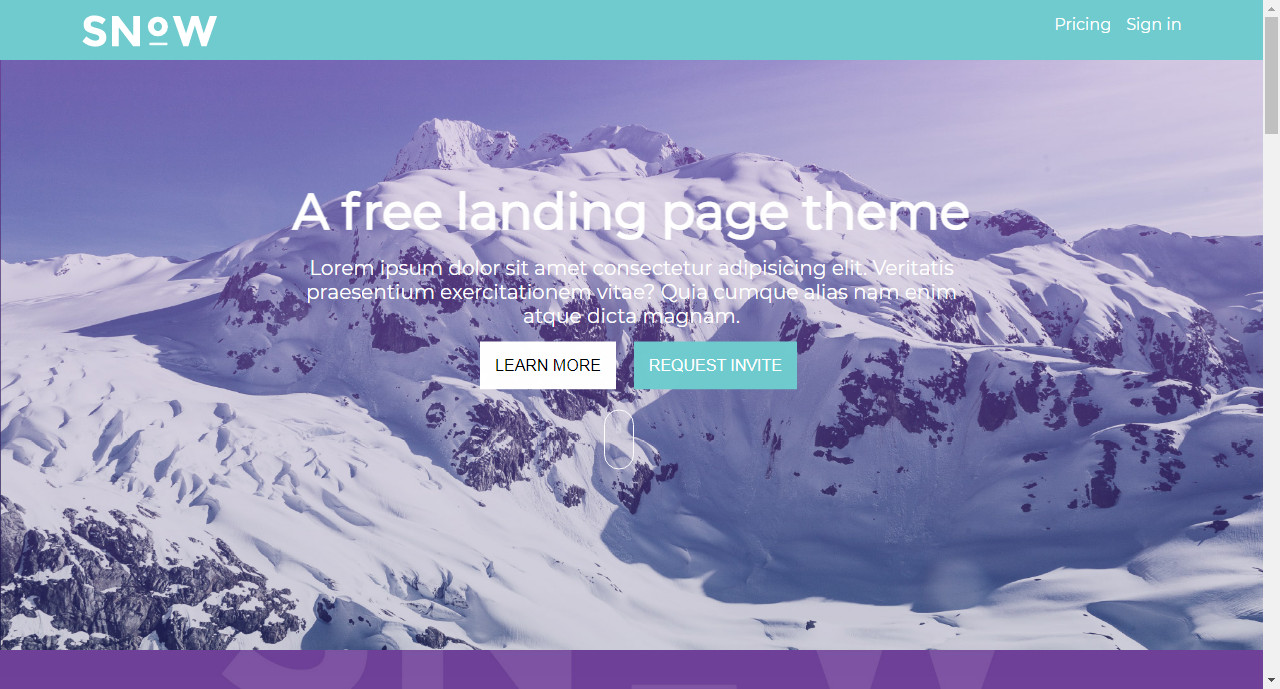 SNOW
Pricing Sign in
A free landing page theme
Lorem ipsum dolor sit amet consectetur adipisicing elit. Veritatis
praesentium exercitationem vitae? Quia cumque alias nam enim
atque dicta magnam.
LEARN MORE REQUEST INVITE
SNOW